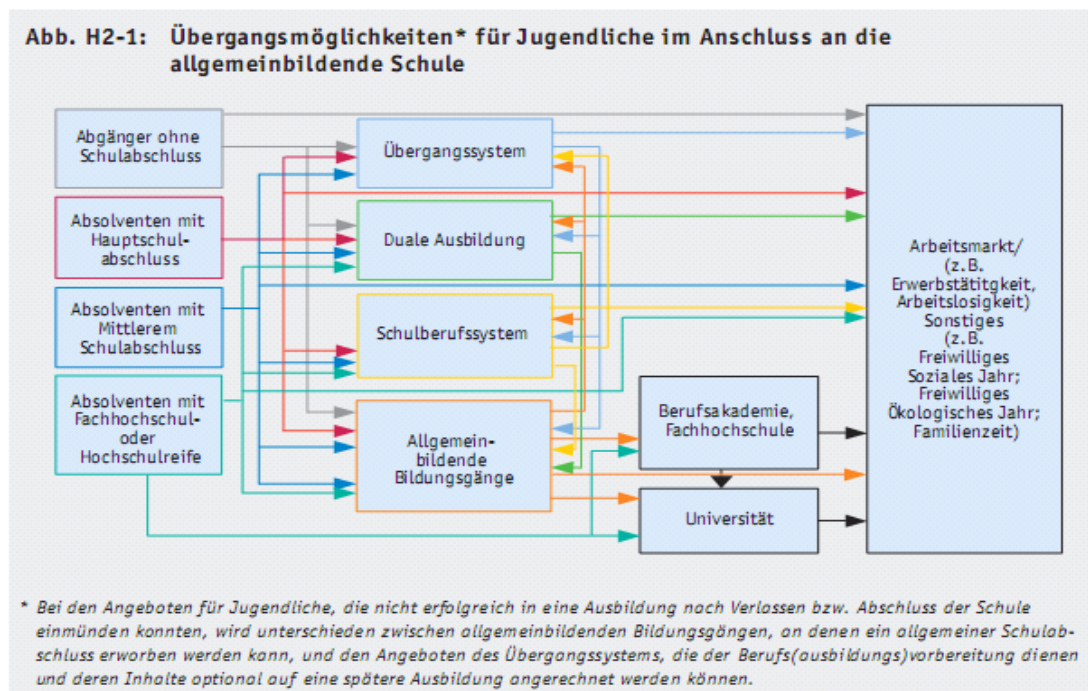 Abb. H2-1: Übergangsmöglichkeiten* für Jugendliche im Anschluss an die
allgemeinbildende Schule
Abgänger ohne
Schulabschluss
Absolventen mit
Hauptschul-
abschluss
Absolventen mit
Mittlerem
Schulabschluss
Absolventen mit
Fachhochschul-
oder
Hochschulreife
Übergangssystem
Duale Ausbildung
Schulberufssystem
Allgemein-
bildende
Bildungsgänge
Berufsakademie,
Fachhochschule
Universität
Arbeitsmarkt/
(z.B.
Erwerbstätitgkeit,
Arbeitslosigkeit)
Sonstiges
(z.B.
Freiwilliges
Soziales Jahr;
Freiwilliges
Ökologisches Jahr;
Familienzeit)
* Bei den Angeboten für Jugendliche, die nicht erfolgreich in eine Ausbildung nach Verlassen bzw. Abschluss der Schule
einmünden konnten, wird unterschieden zwischen allgemeinbildenden Bildungsgängen, an denen ein allgemeiner Schulab-
schluss erworben werden kann, und den Angeboten des Übergangssystems, die der Berufs(ausbildungs)vorbereitung dienen
und deren Inhalte optional auf eine spätere Ausbildung angerechnet werden können.